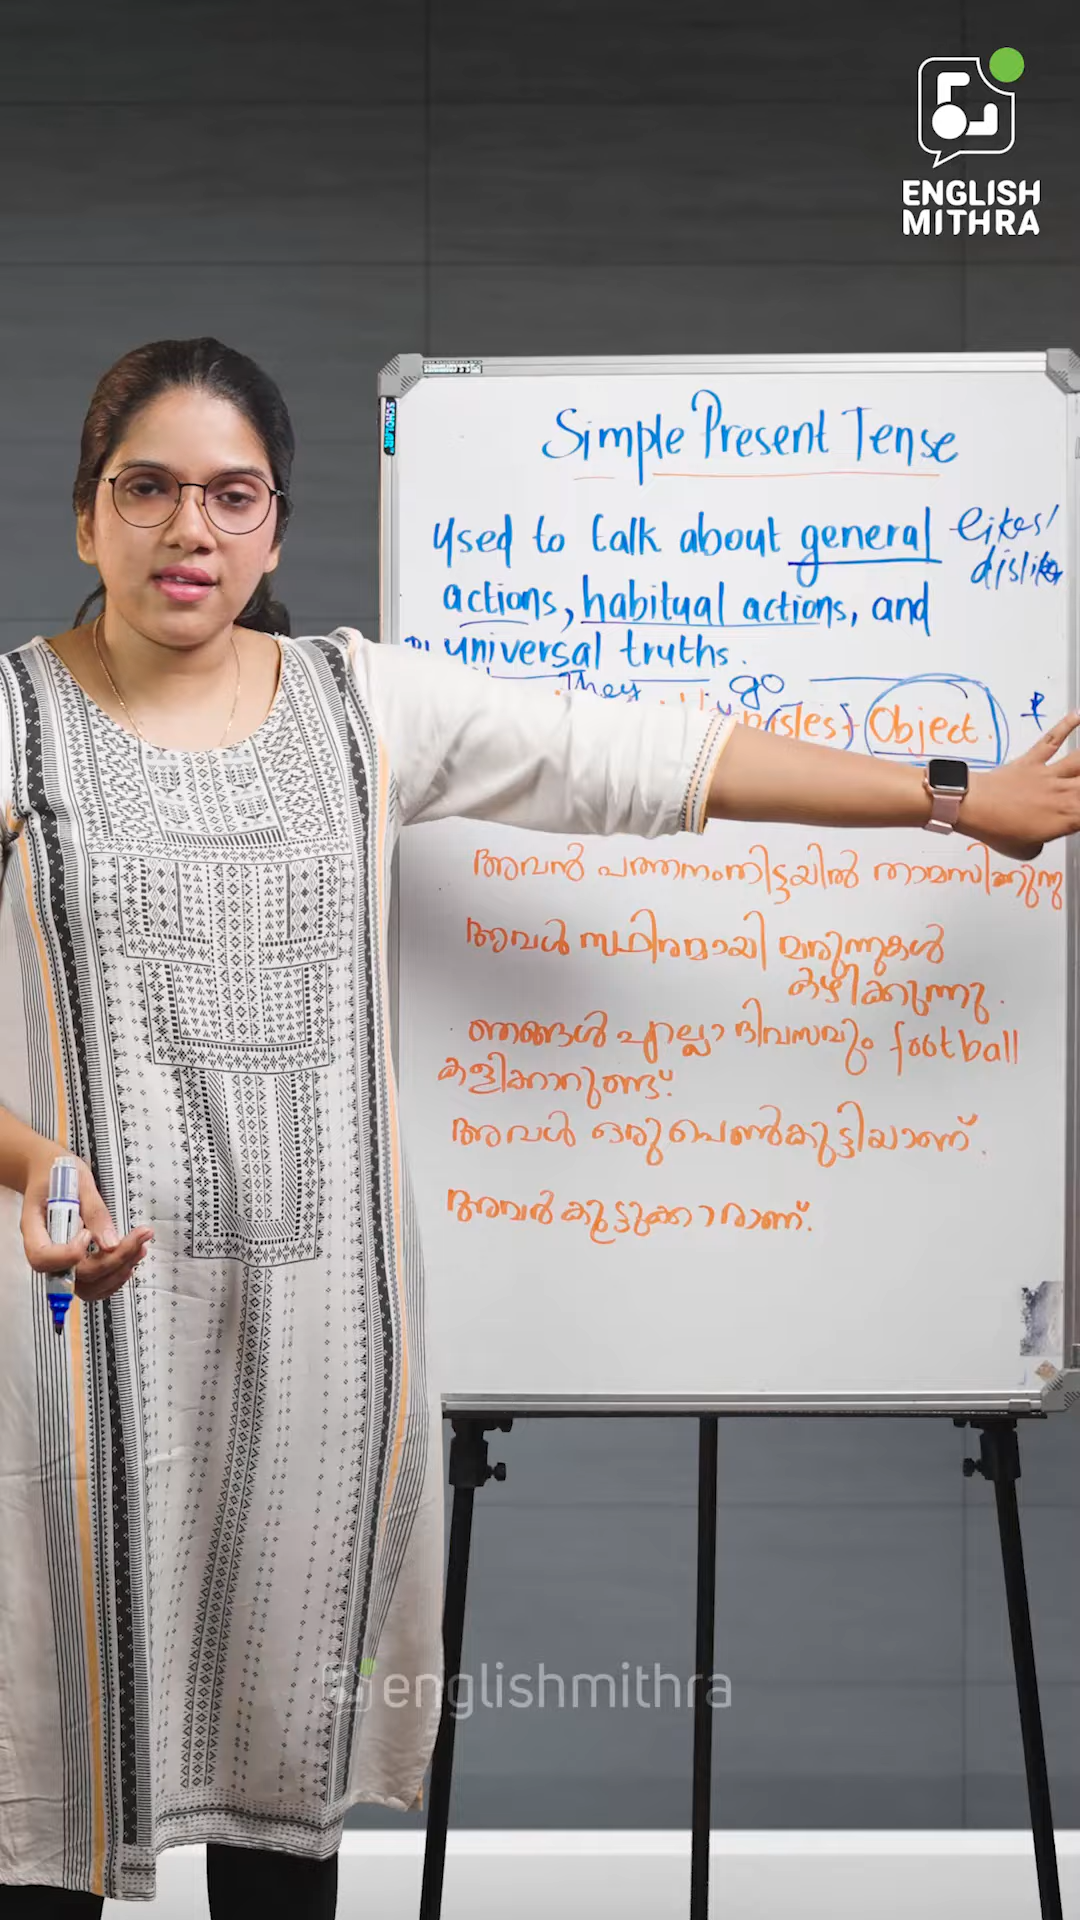 ENGLISH
MITHRA
SCHOLAR
Simple Present Tense
Used to talk about general likes/
dislikes
actions, habitual actions, and
universal truths.
They go
Object.
അവൻ പത്തനംതിട്ടയിൽ താമസിക്കുന്നു
അവൾ സ്ഥിരമായി മരുന്നുകൾ
കഴിക്കുന്നു.
ഞങ്ങൾ എല്ലാ ദിവസവും football
കളിക്കാറുണ്ട്.
അവൾ ഒരു പെൺകുട്ടിയാണ്.
അവർ കൂട്ടുക്കാരാണ്.
englishmithra